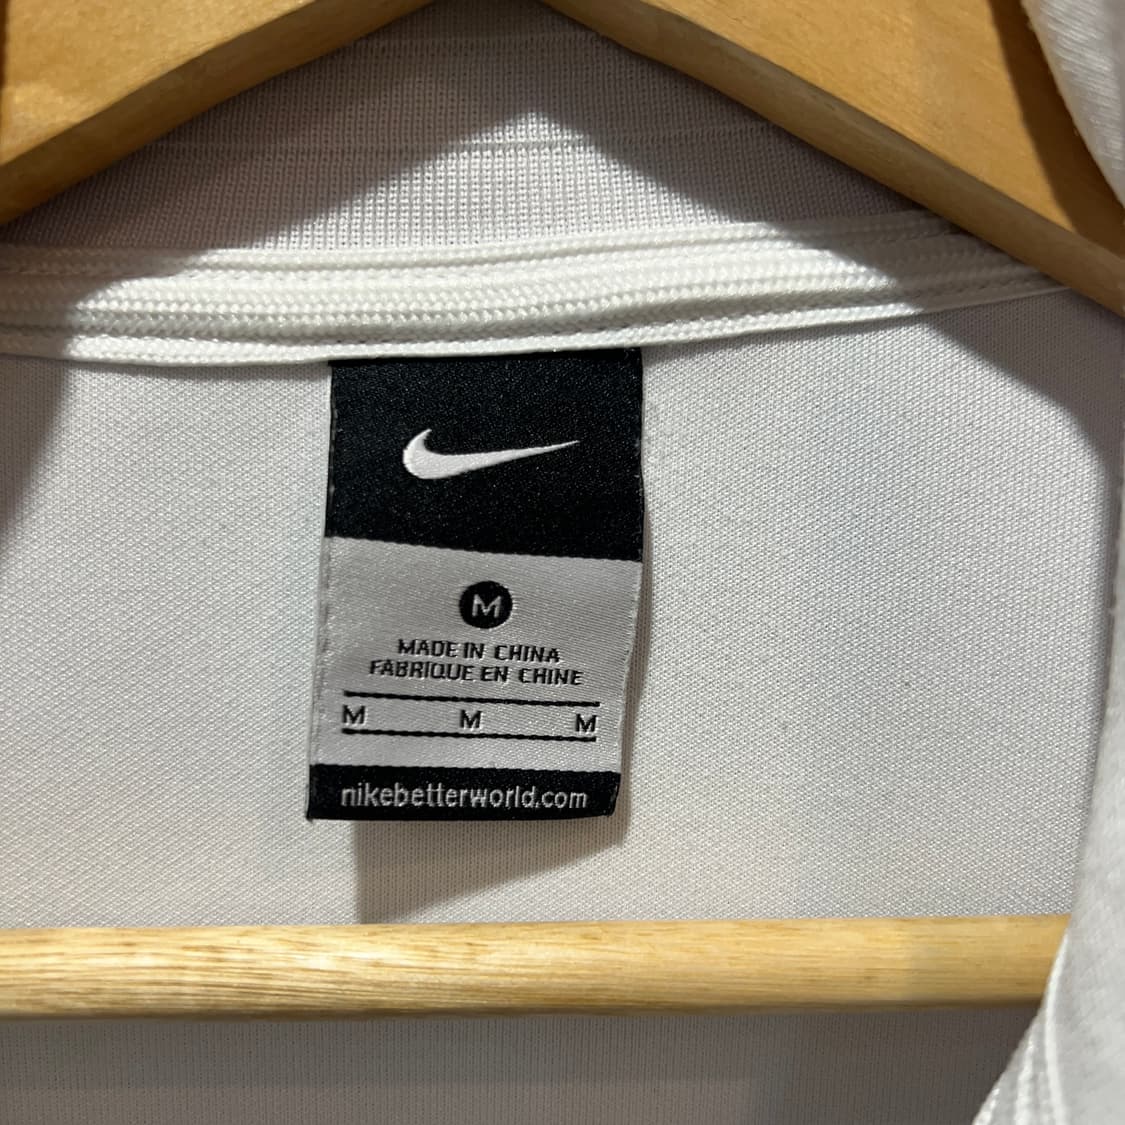 M
MADE IN CHINA
FABRIQUE EN CHINE
M M M
nikebetterworld.com